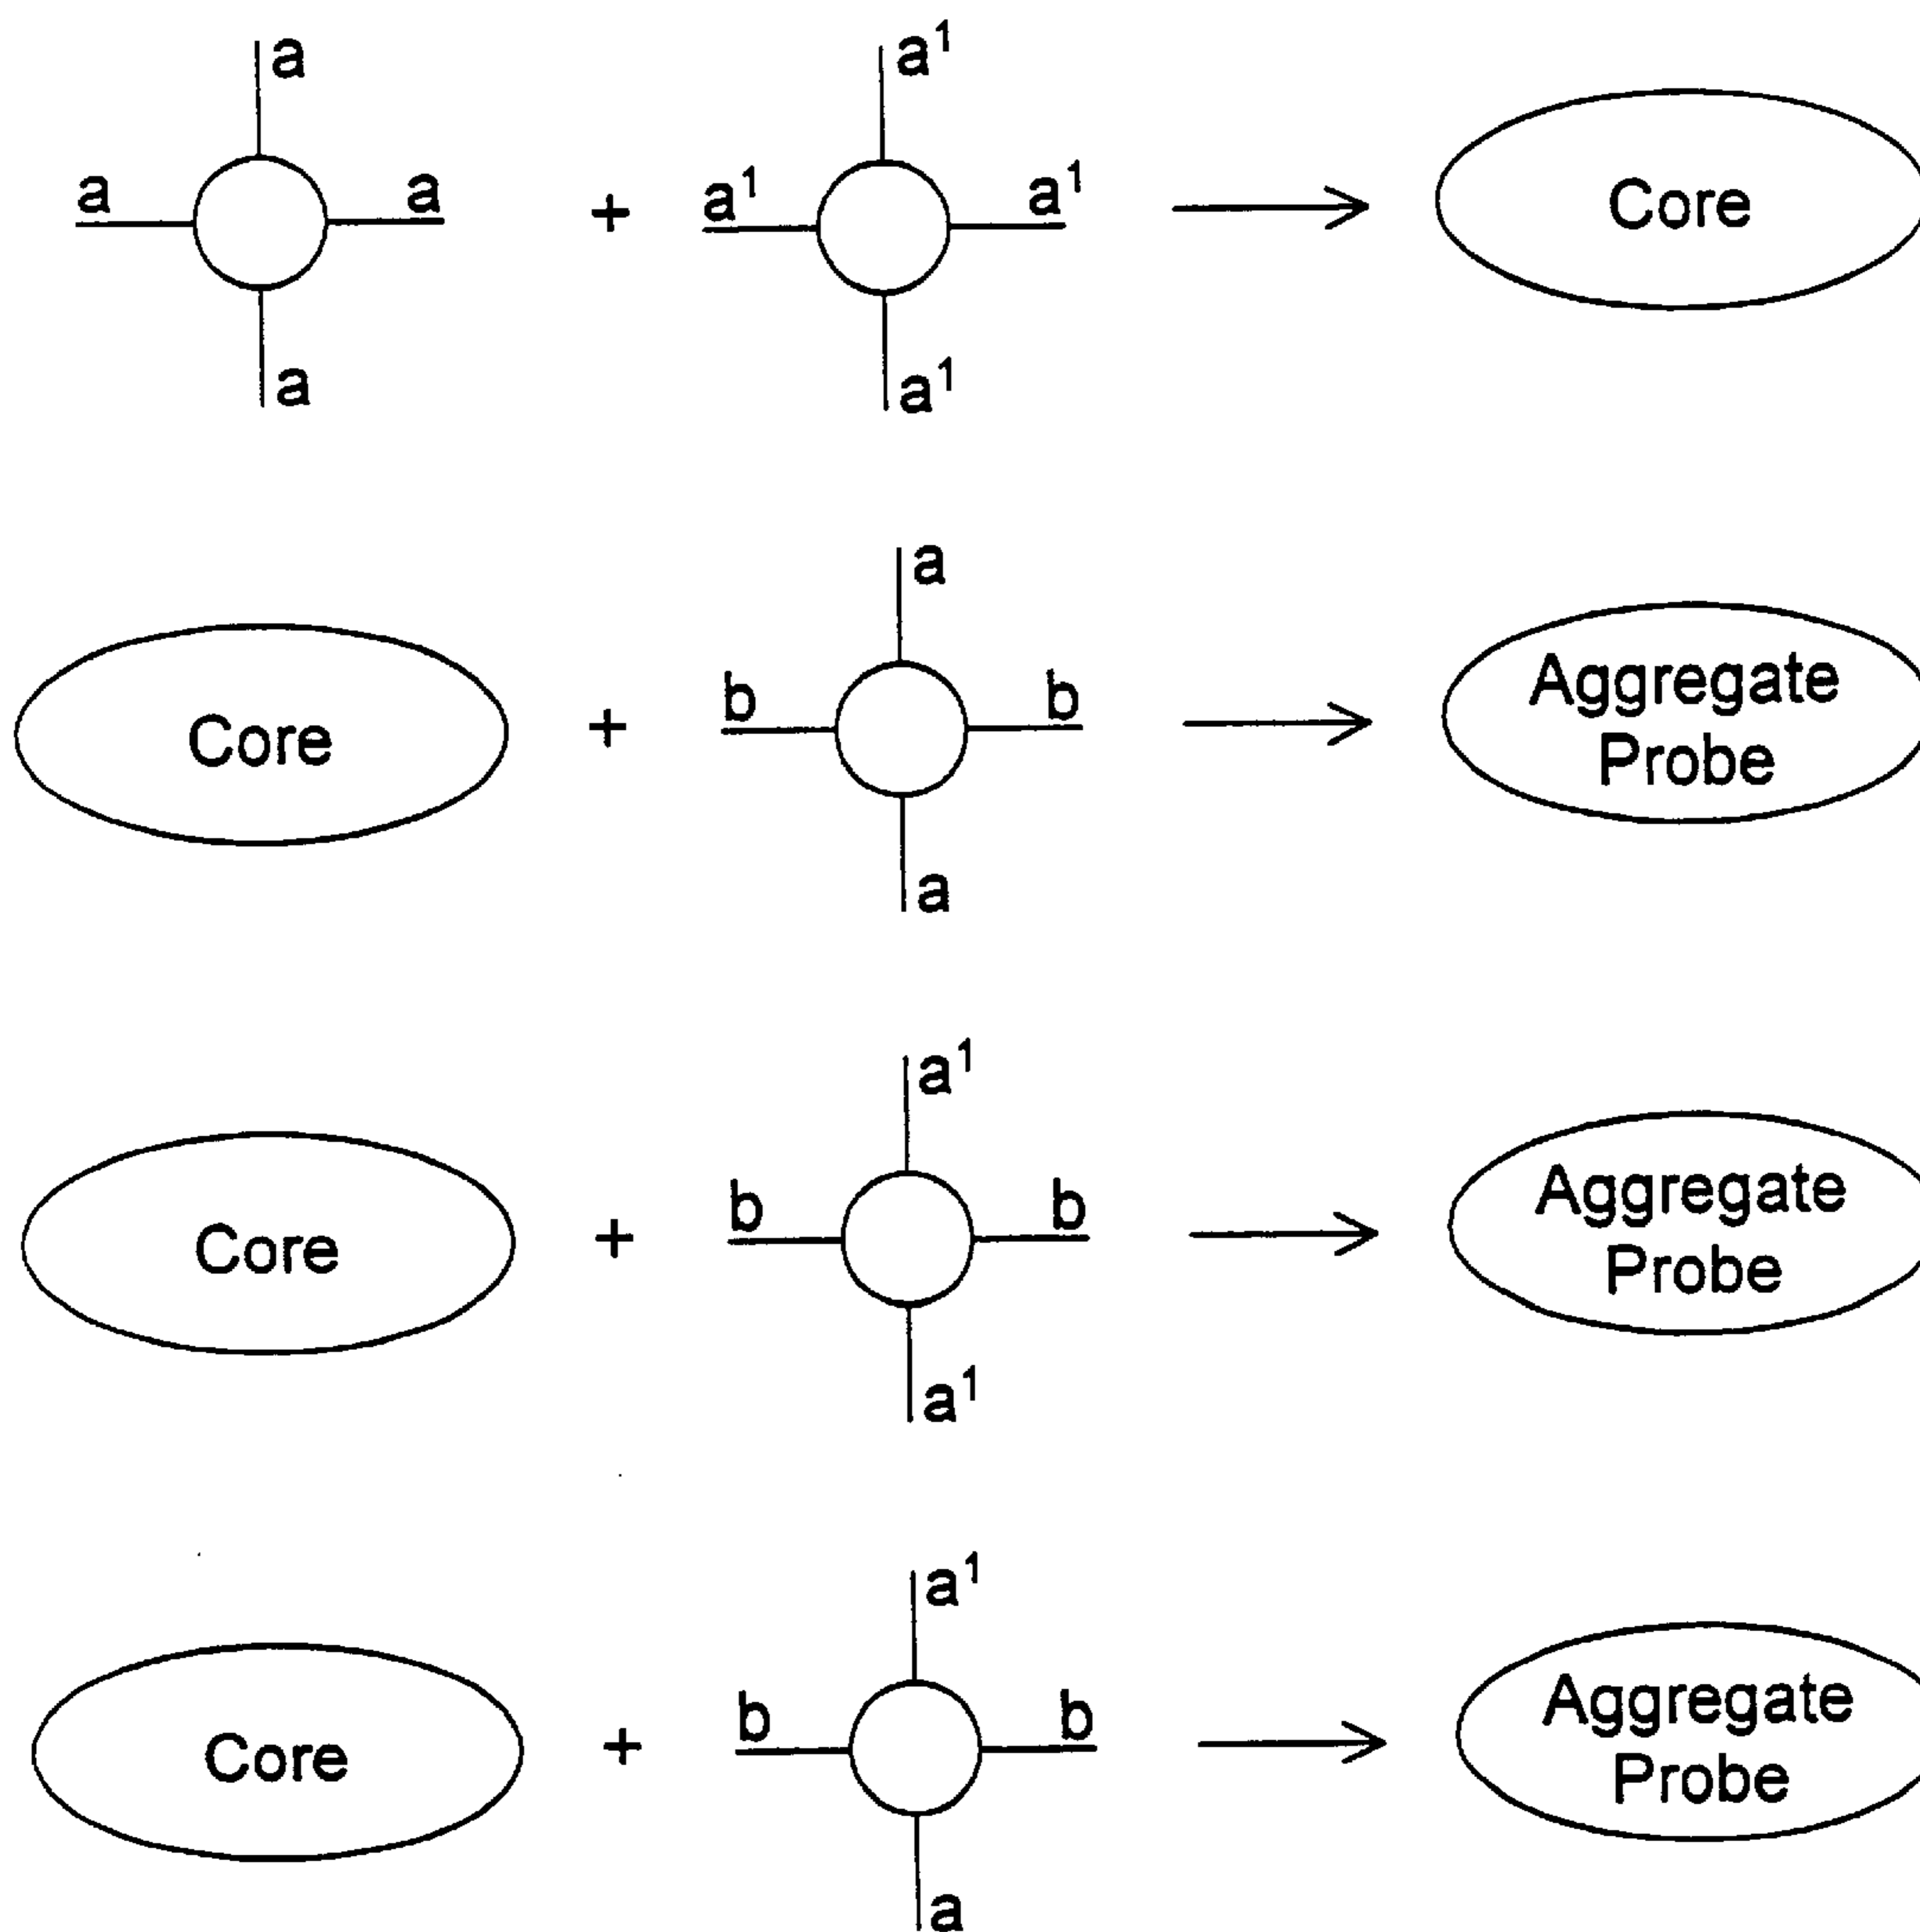 a a¹
a a + a¹ a¹ Core
a a¹
a
Core + b b Aggregate
Probe
a
a¹
Core + b b Aggregate
Probe
a¹
a¹
Core + b b Aggregate
Probe
a